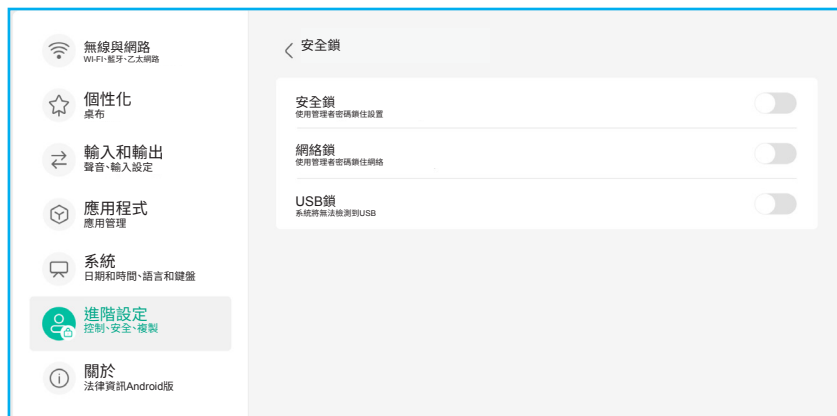 無線與網路
WI-FI、藍牙、乙太網路
個性化
桌布
輸入和輸出
聲音、輸入設定
應用程式
應用管理
系統
日期和時間、語言和鍵盤
進階設定
控制、安全、複製
關於
法律資訊Android版
安全鎖
安全鎖
使用管理者密碼鎖住設置
網絡鎖
使用管理者密碼鎖住網絡
USB鎖
系統將無法檢測到USB